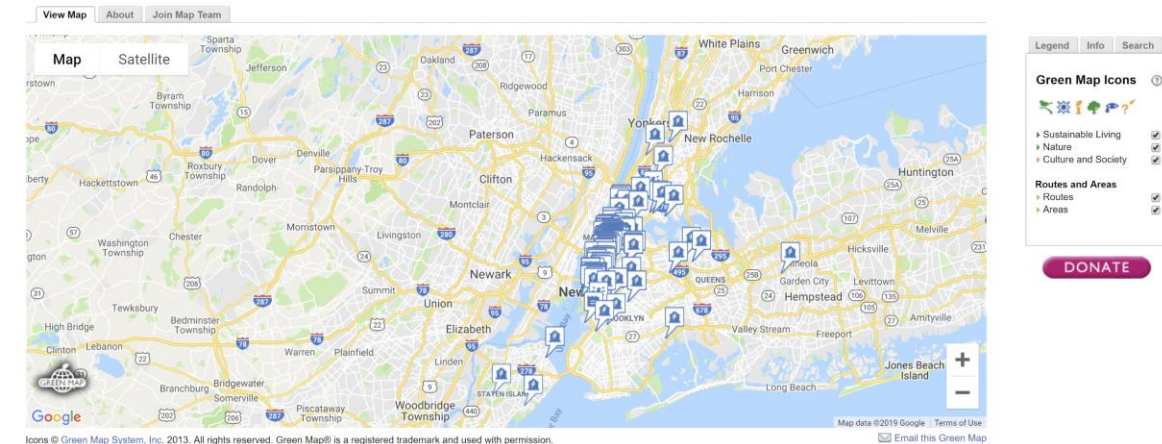 View Map About Join Map Team
Map Satellite
Sparta
Township
Jefferson
Oakland
White Plains
Greenwich
Port Chester
Byram
Township
Ridgewood
Harrison
Paramus
Yonkers
New Rochelle
Paterson
Hackensack
Roxbury
Township
Dover
Denville
Parsippany-Troy
Hills
Hackettstown
Randolph
Clifton
Huntington
Montclair
Morristown
Livingston
Chester
Washington
Township
Melville
Hicksville
Newark
QUEENS
Garden City
Levittown
Summit
Union
Hempstead
Tewksbury
Bedminster
Township
Elizabeth
Amityville
High Bridge
Valley Stream
Freeport
Clinton
Lebanon
Warren
Plainfield
Linden
Jones Beach
Island
Long Beach
GREEN MAP
Branchburg
Bridgewater
Somerville
Piscataway
Township
Woodbridge
Township
Google
Map data ©2019 Google Terms of Use
Icons © Green Map System, Inc. 2013. All rights reserved. Green Map® is a registered trademark and used with permission.
Email this Green Map
Legend Info Search
Green Map Icons
Sustainable Living
Nature
Culture and Society
Routes and Areas
Routes
Areas
DONATE